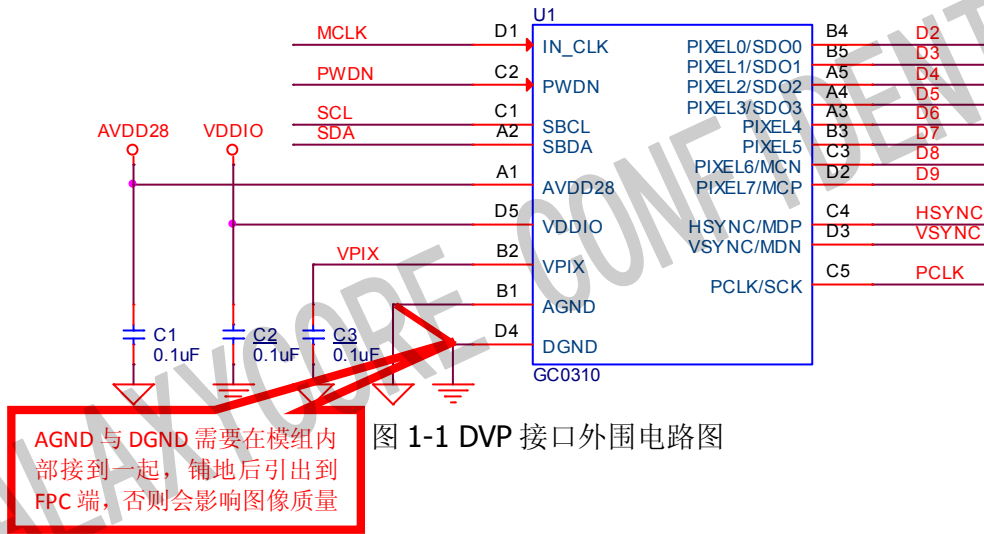 U1
MCLK D1 IN_CLK PIXEL0/SDO0 B4 D2
PIXEL1/SDO1 B5 D3
PWDN C2 PWDN PIXEL2/SDO2 A5 D4
PIXEL3/SDO3 A4 D5
SCL C1 SBCL PIXEL4 A3 D6
SDA A2 SBDA PIXEL5 B3 D7
AVDD28 VDDIO
PIXEL6/MCN C3 D8
A1 AVDD28 PIXEL7/MCP D2 D9
D5 VDDIO HSYNC/MDP C4 HSYNC
VSYNC/MDN D3 VSYNC
VPIX B2 VPIX
PCLK/SCK C5 PCLK
B1 AGND
D4 DGND
C1 C2 C3
0.1uF 0.1uF 0.1uF
GC0310
AGND 与 DGND 需要在模组内
部接到一起，铺地后引出到
FPC 端，否则会影响图像质量
图 1-1 DVP 接口外围电路图
ALAXYCORE CONFIDENT